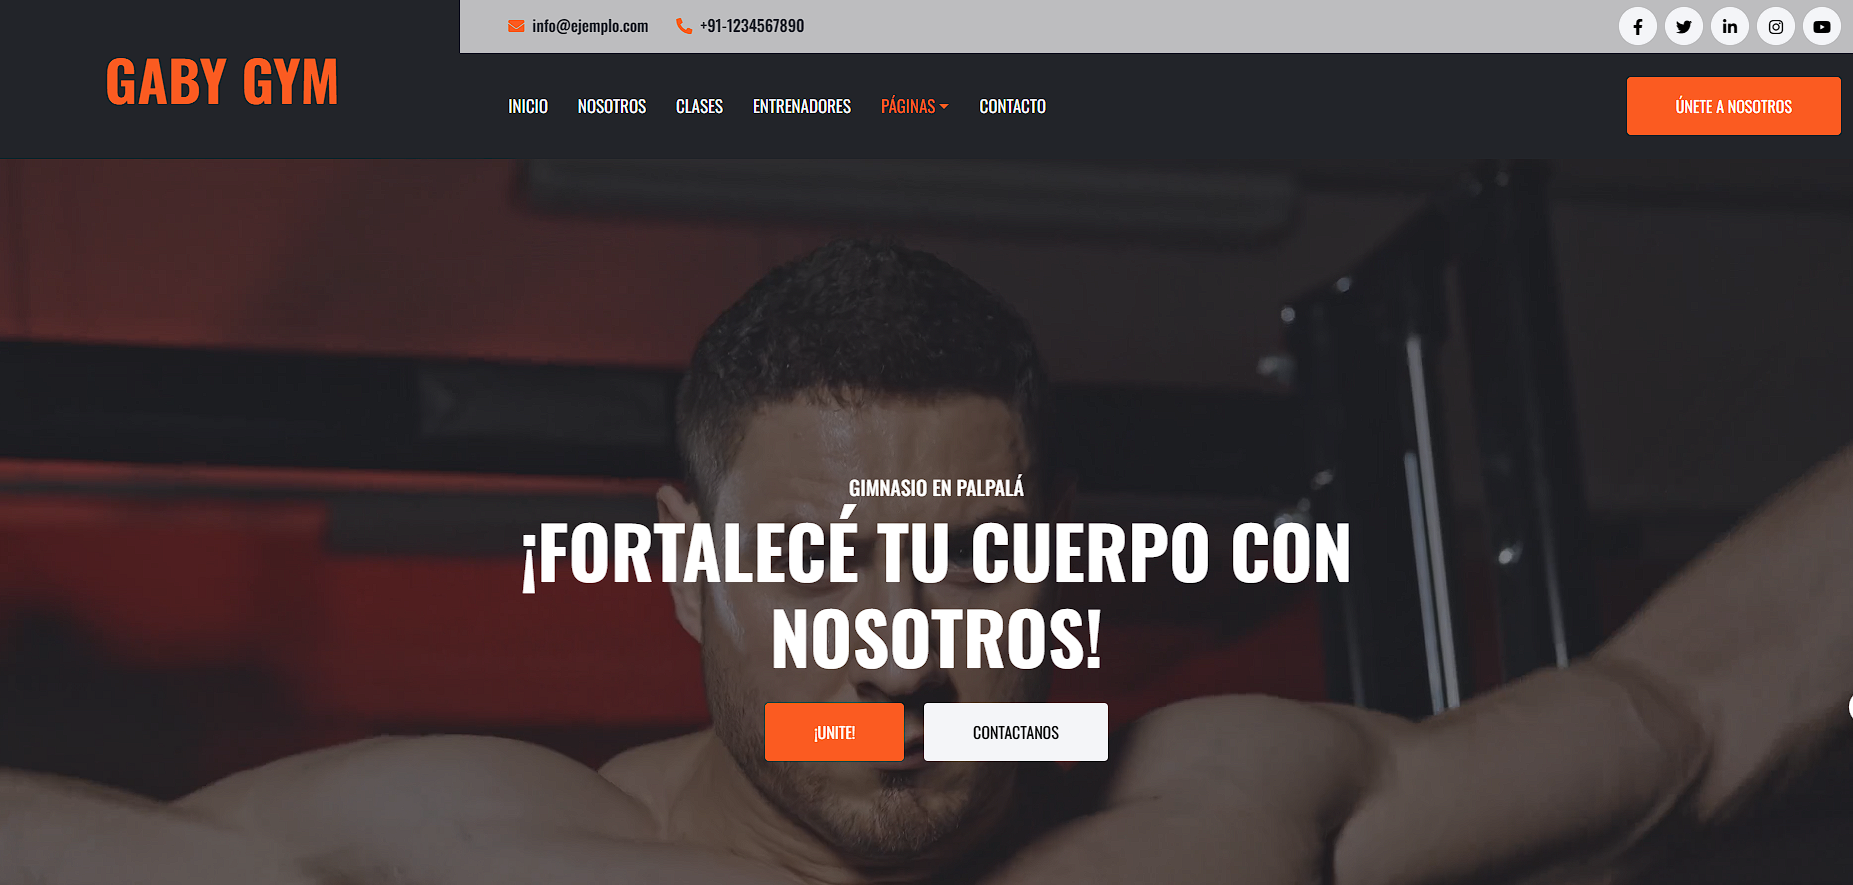 info@ejemplo.com +91-1234567890
GABY GYM
INICIO NOSOTROS CLASES ENTRENADORES PÁGINAS CONTACTO ÚNETE A NOSOTROS
GIMNASIO EN PALPALÁ
¡FORTALECÉ TU CUERPO CON
NOSOTROS!
¡UNITE! CONTACTANOS